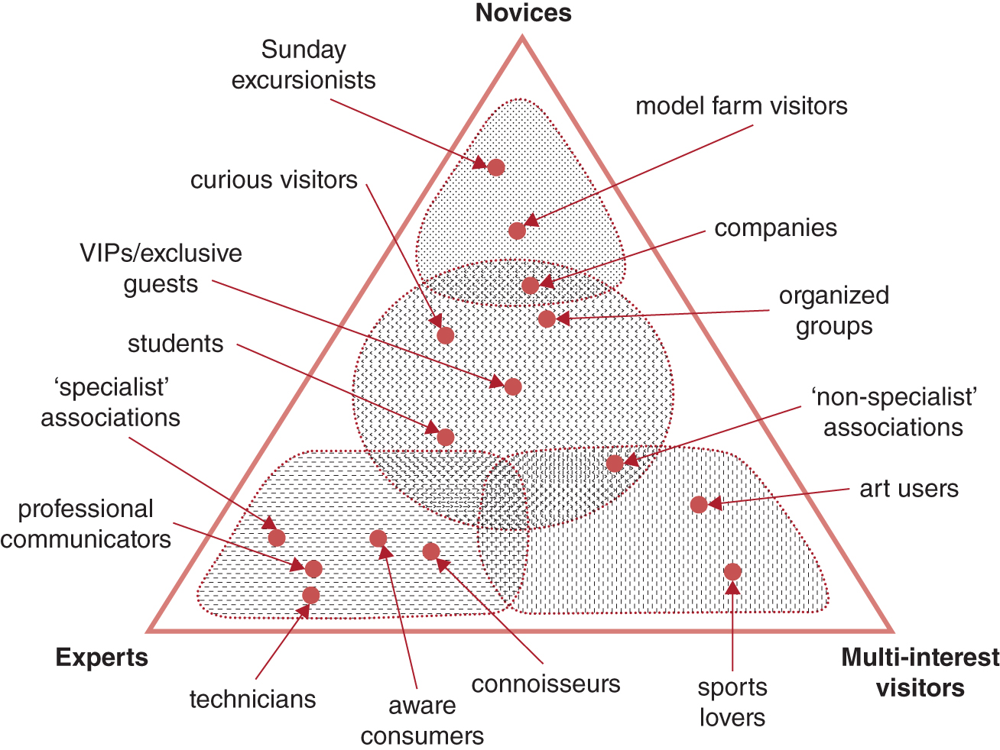 Novices
Sunday
excursionists
model farm visitors
curious visitors
companies
VIPs/exclusive
guests
organized
groups
students
‘specialist’
associations
‘non-specialist’
associations
art users
professional
communicators
Experts
Multi-interest
visitors
technicians
aware
consumers
connoisseurs
sports
lovers